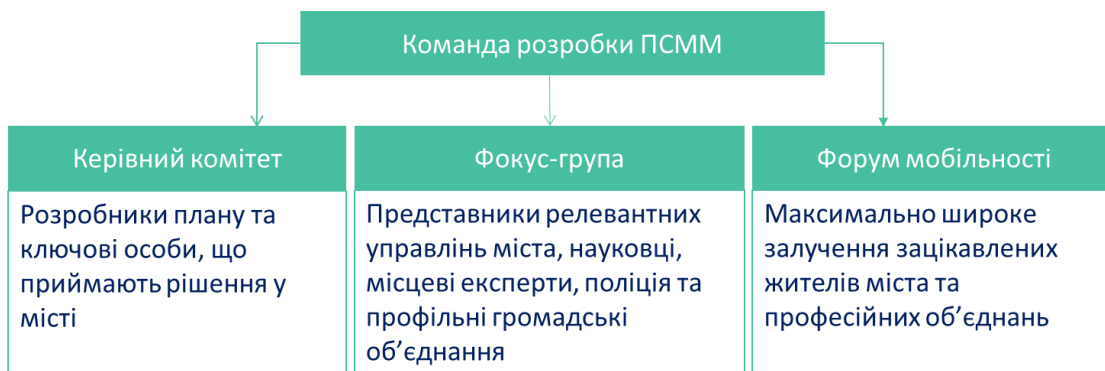 Команда розробки ПСММ
Керівний комітет
Розробники плану та
ключові особи, що
приймають рішення у
місті
Фокус-група
Представники релевантних
управлінь міста, науковці,
місцеві експерти, поліція та
профільні громадські
об’єднання
Форум мобільності
Максимально широке
залучення зацікавлених
жителів міста та
професійних об’єднань